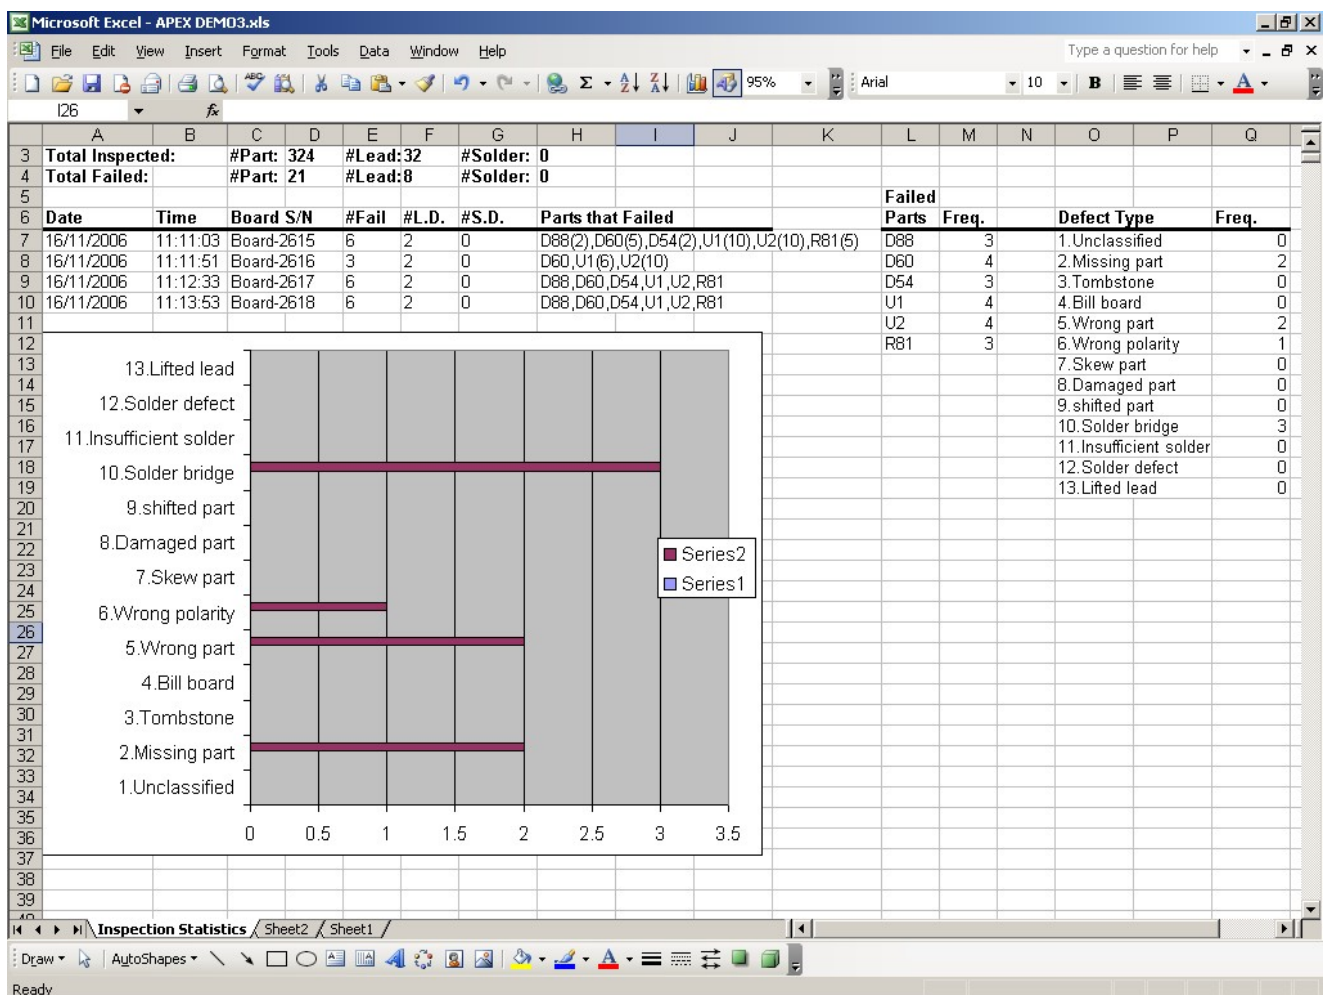 Microsoft Excel - APEX DEMO3.xls
File Edit View Insert Format Tools Data Window Help Type a question for help
95% Arial 10 B A
I26 fx
A B C D E F G H I J K L M N O P Q
3 Total Inspected: #Part: 324 #Lead: 32 #Solder: 0
4 Total Failed: #Part: 21 #Lead: 8 #Solder: 0
5 Failed
6 Date Time Board S/N #Fail #L.D. #S.D. Parts that Failed Parts Freq. Defect Type Freq.
7 16/11/2006 11:11:03 Board-2615 6 2 0 D88(2),D60(5),D54(2),U1(10),U2(10),R81(5) D88 3 1.Unclassified 0
8 16/11/2006 11:11:51 Board-2616 3 2 0 D60,U1(6),U2(10) D60 4 2.Missing part 2
9 16/11/2006 11:12:33 Board-2617 6 2 0 D88,D60,D54,U1,U2,R81 D54 3 3.Tombstone 0
10 16/11/2006 11:13:53 Board-2618 6 2 0 D88,D60,D54,U1,U2,R81 U1 4 4.Bill board 0
11 U2 4 5.Wrong part 2
12 R81 3 6.Wrong polarity 1
13 7.Skew part 0
14 8.Damaged part 0
15 9.shifted part 0
16 10.Solder bridge 3
17 11.Insufficient solder 0
18 12.Solder defect 0
19 13.Lifted lead 0
20
21
22
23
24
25
26
27
28
29
30
31
32
33
34
35
36
37
38
39
13.Lifted lead
12.Solder defect
11.Insufficient solder
10.Solder bridge
9.shifted part
8.Damaged part
7.Skew part
6.Wrong polarity
5.Wrong part
4.Bill board
3.Tombstone
2.Missing part
1.Unclassified
0 0.5 1 1.5 2 2.5 3 3.5
Series2
Series1
Inspection Statistics Sheet2 Sheet1
Draw AutoShapes A
Ready